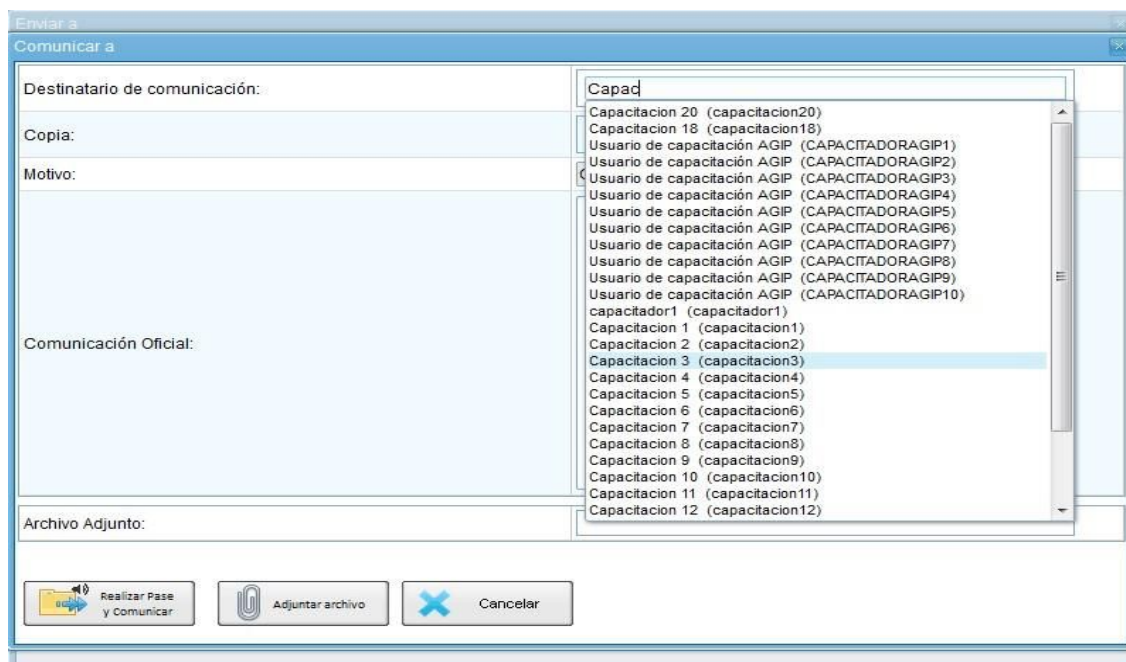 Enviar a
Comunicar a
Destinatario de comunicación:
Capac
Capacitacion 20 (capacitacion20)
Capacitacion 18 (capacitacion18)
Usuario de capacitación AGIP (CAPACITADORAGIP1)
Usuario de capacitación AGIP (CAPACITADORAGIP2)
Usuario de capacitación AGIP (CAPACITADORAGIP3)
Usuario de capacitación AGIP (CAPACITADORAGIP4)
Usuario de capacitación AGIP (CAPACITADORAGIP5)
Usuario de capacitación AGIP (CAPACITADORAGIP6)
Usuario de capacitación AGIP (CAPACITADORAGIP7)
Usuario de capacitación AGIP (CAPACITADORAGIP8)
Usuario de capacitación AGIP (CAPACITADORAGIP9)
Usuario de capacitación AGIP (CAPACITADORAGIP10)
capacitador1 (capacitador1)
Capacitacion 1 (capacitacion1)
Capacitacion 2 (capacitacion2)
Capacitacion 3 (capacitacion3)
Capacitacion 4 (capacitacion4)
Capacitacion 5 (capacitacion5)
Capacitacion 6 (capacitacion6)
Capacitacion 7 (capacitacion7)
Capacitacion 8 (capacitacion8)
Capacitacion 9 (capacitacion9)
Capacitacion 10 (capacitacion10)
Capacitacion 11 (capacitacion11)
Capacitacion 12 (capacitacion12)
Copia:
Motivo:
Comunicación Oficial:
Archivo Adjunto:
Realizar Pase
y Comunicar
Adjuntar archivo
Cancelar